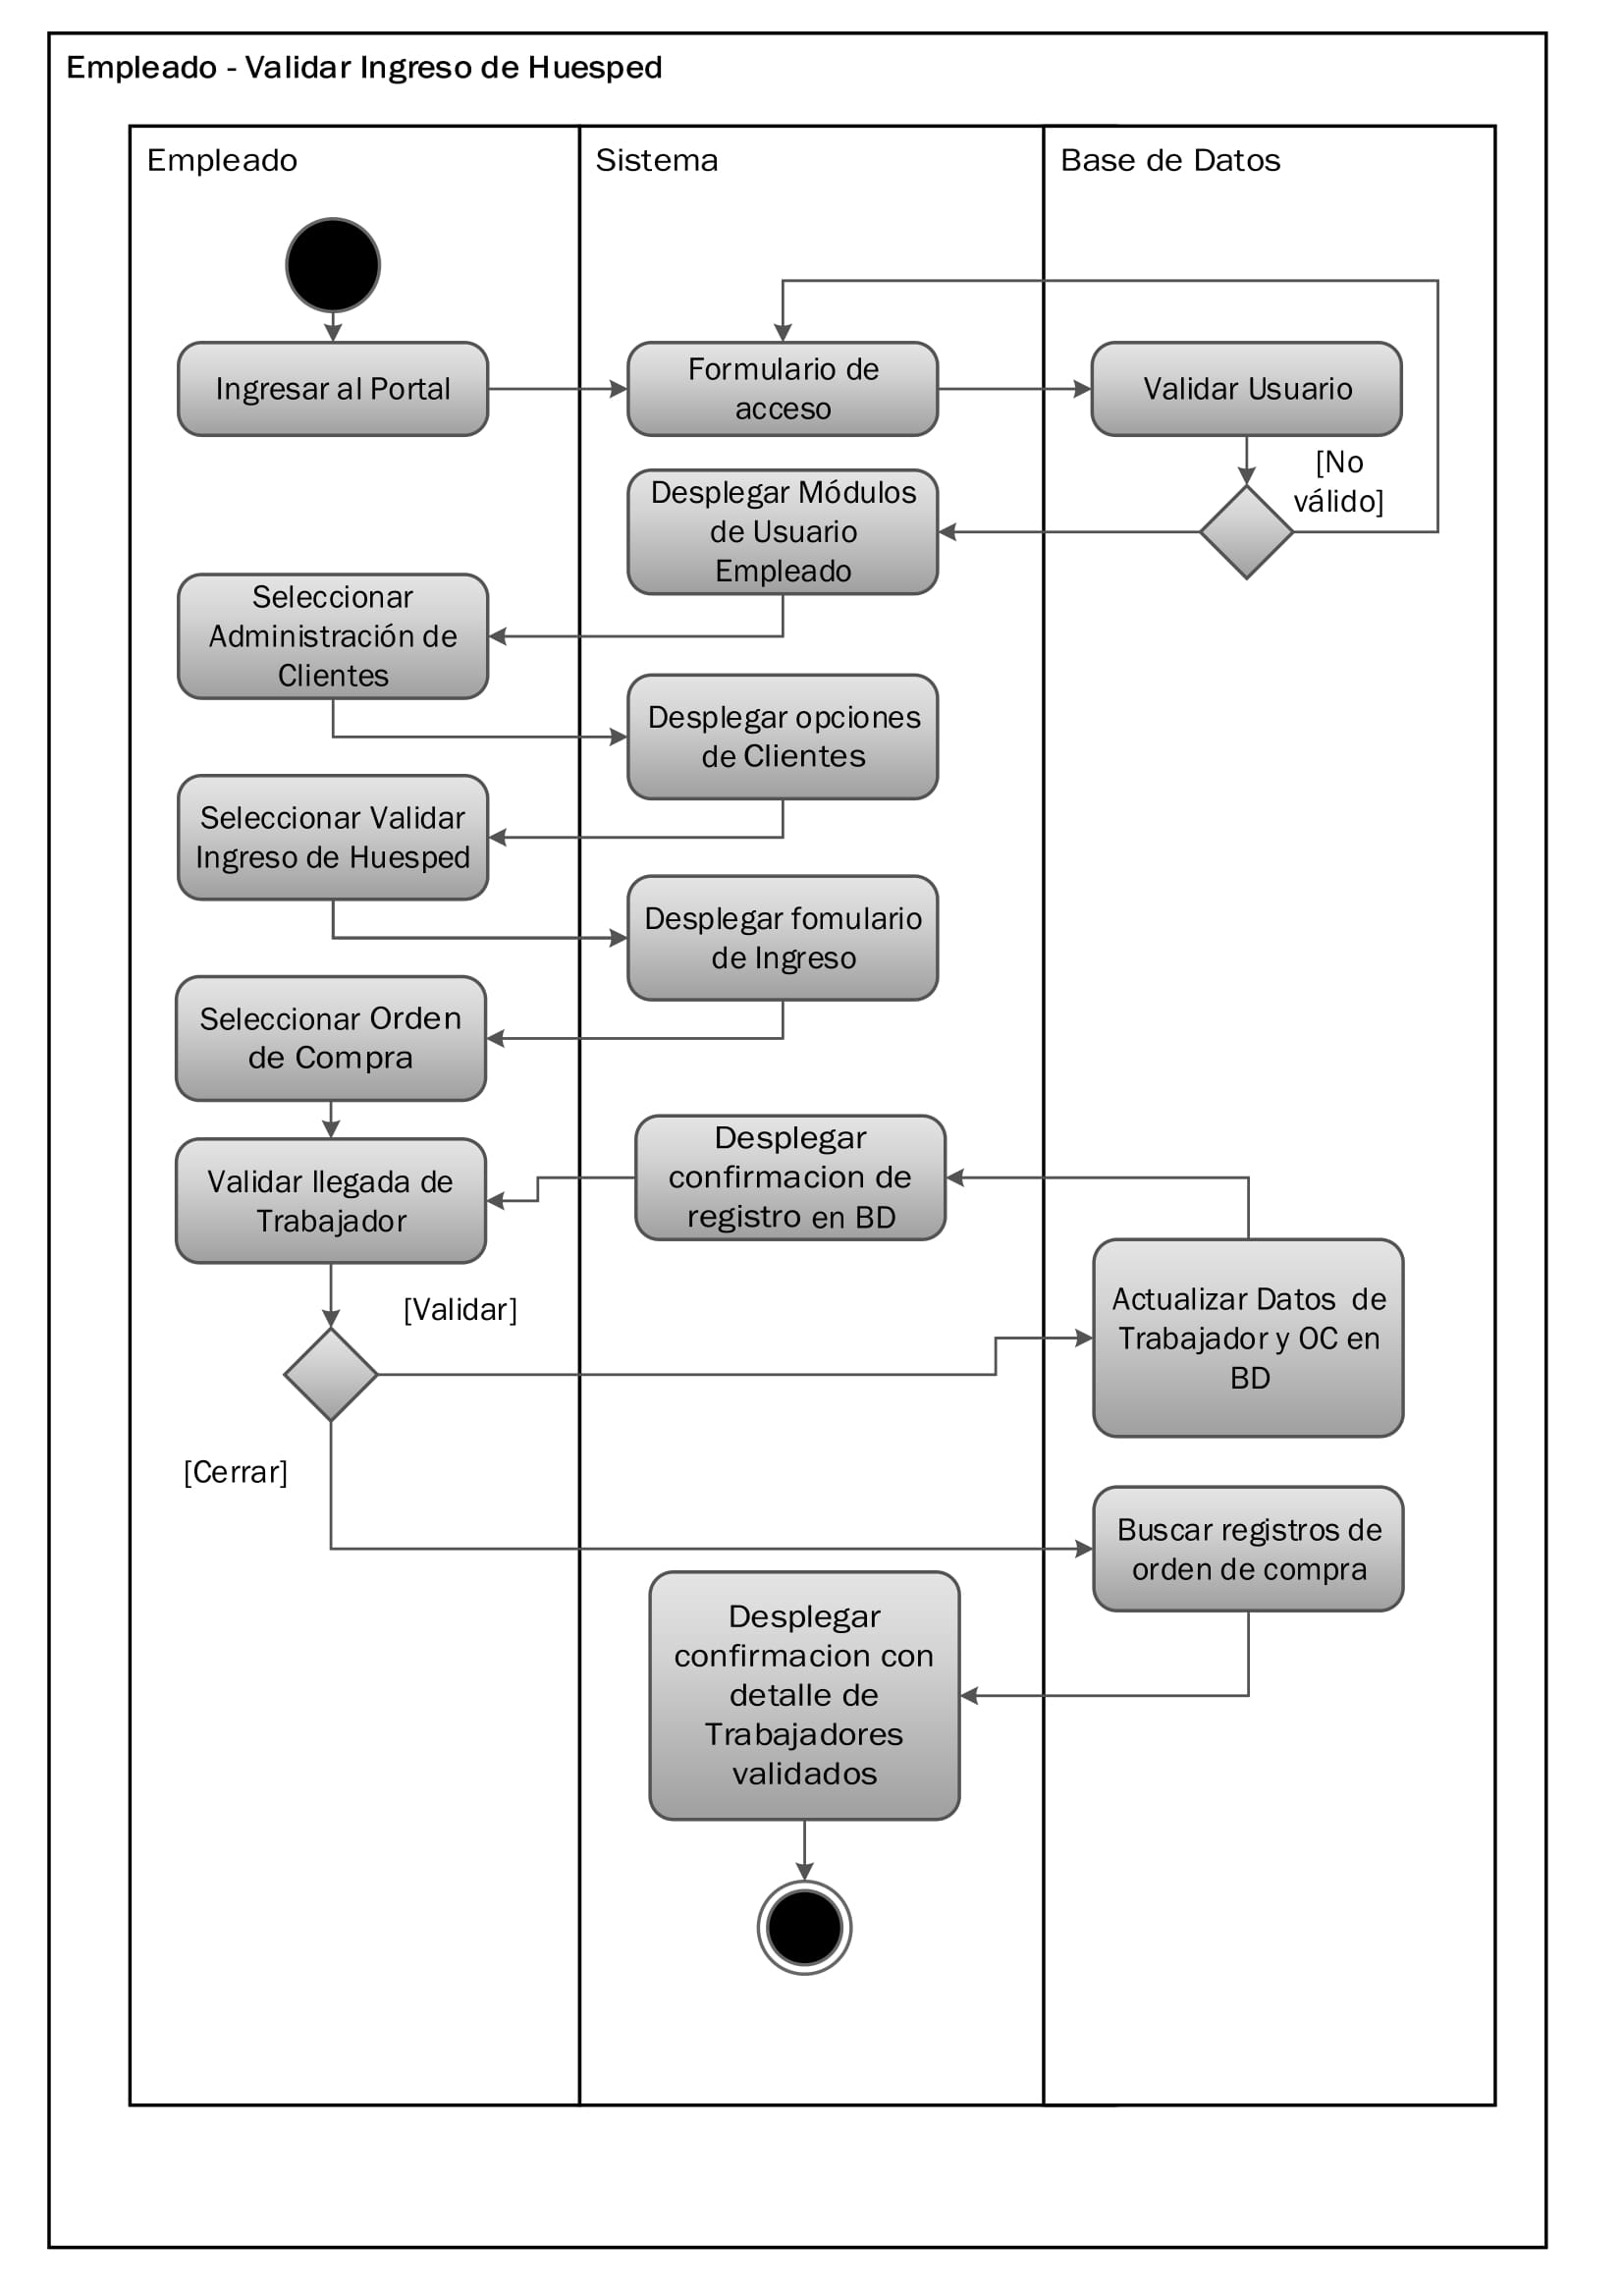 Empleado - Validar Ingreso de Huesped
Empleado
Sistema
Base de Datos
Ingresar al Portal
Formulario de
acceso
Validar Usuario
[No
válido]
Desplegar Módulos
de Usuario
Empleado
Seleccionar
Administración de
Clientes
Desplegar opciones
de Clientes
Seleccionar Validar
Ingreso de Huesped
Desplegar fomulario
de Ingreso
Seleccionar Orden
de Compra
Desplegar
confirmacion de
registro en BD
Validar llegada de
Trabajador
[Validar]
Actualizar Datos  de
Trabajador y OC en
BD
[Cerrar]
Buscar registros de
orden de compra
Desplegar
confirmacion con
detalle de
Trabajadores
validados